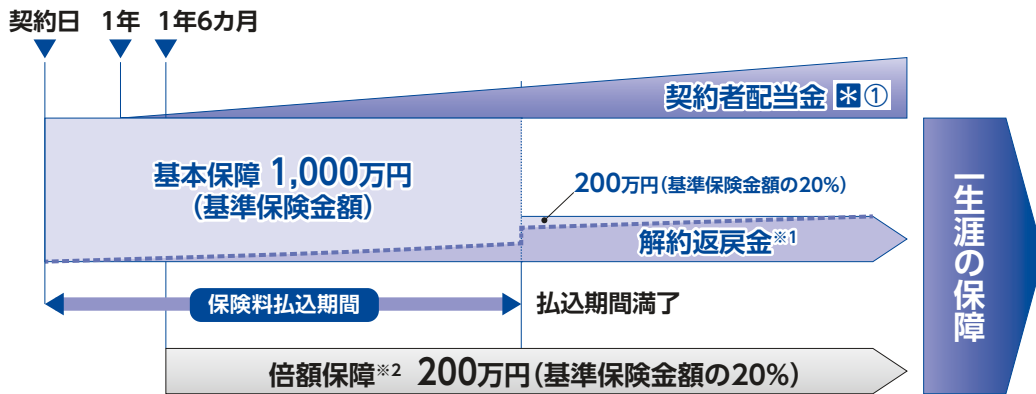 契約日 1年 1年6カ月
契約者配当金 *①
基本保障 1,000万円
(基準保険金額)
200万円(基準保険金額の20%)
解約返戻金※1
保険料払込期間
払込期間満了
倍額保障※2 200万円(基準保険金額の20%)
一生涯の保障